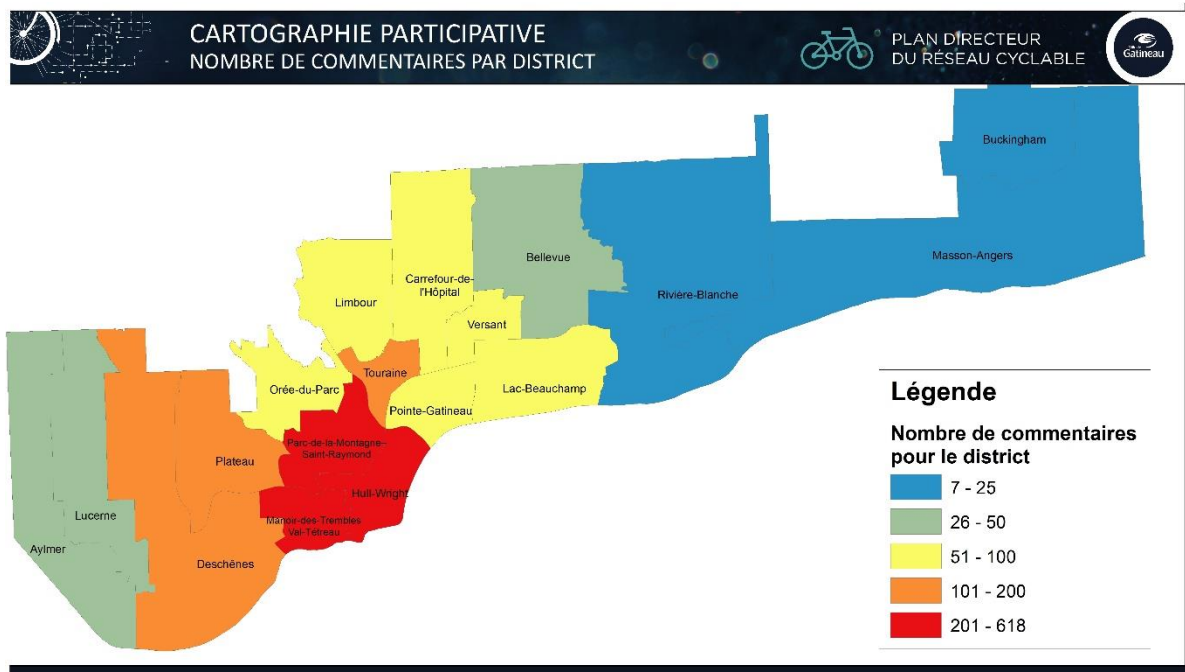 CARTOGRAPHIE PARTICIPATIVE
NOMBRE DE COMMENTAIRES PAR DISTRICT
PLAN DIRECTEUR
DU RÉSEAU CYCLABLE
Gatineau
Buckingham
Masson-Angers
Bellevue
Rivière-Blanche
Carrefour-de-
l'Hôpital
Limbour
Versant
Touraine
Orée-du-Parc
Lac-Beauchamp
Pointe-Gatineau
Parc-de-la-Montagne--
Saint-Raymond
Plateau
Hull-Wright
Manoir-des-Trembles
Val-Tétreau
Lucerne
Aylmer
Deschênes
Légende
Nombre de commentaires
pour le district
7 - 25
26 - 50
51 - 100
101 - 200
201 - 618